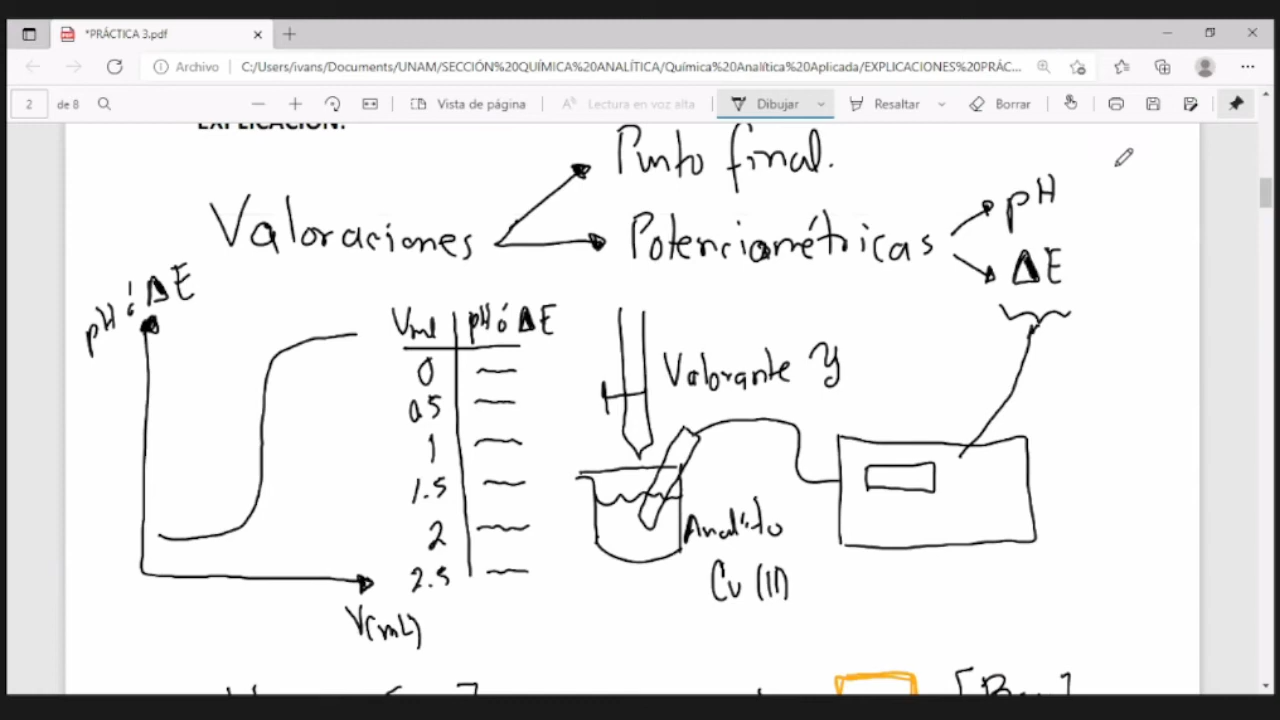 *PRÁCTICA 3.pdf
Archivo
C:/Users/ivans/Documents/UNAM/SECCIÓN%20QUÍMICA%20ANALÍTICA/Química%20Analítica%20Aplicada/EXPLICACIONES%20PRÁC...
2 de 8
Vista de página
Lectura en voz alta
Dibujar
Resaltar
Borrar
EXPLICACIÓN:
Punto final.
Valoraciones
Potenciométricas
pH
ΔE
pH ó ΔE
V(mL)
Vml pH ó ΔE
0
0.5
1
1.5
2
2.5
Valorante Y
Analito
Cu (II)